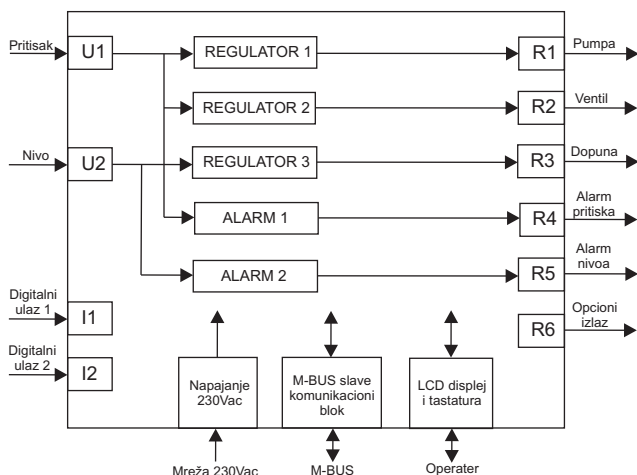 Pritisak
U1
REGULATOR 1
R1
Pumpa
REGULATOR 2
R2
Ventil
Nivo
U2
REGULATOR 3
R3
Dopuna
ALARM 1
R4
Alarm
pritiska
ALARM 2
R5
Alarm
nivoa
Digitalni
ulaz 1
I1
R6
Opcioni
izlaz
Digitalni
ulaz 2
I2
Napajanje
230Vac
M-BUS slave
komunikacioni
blok
LCD displej
i tastatura
Mreža 230Vac
M-BUS
Operater